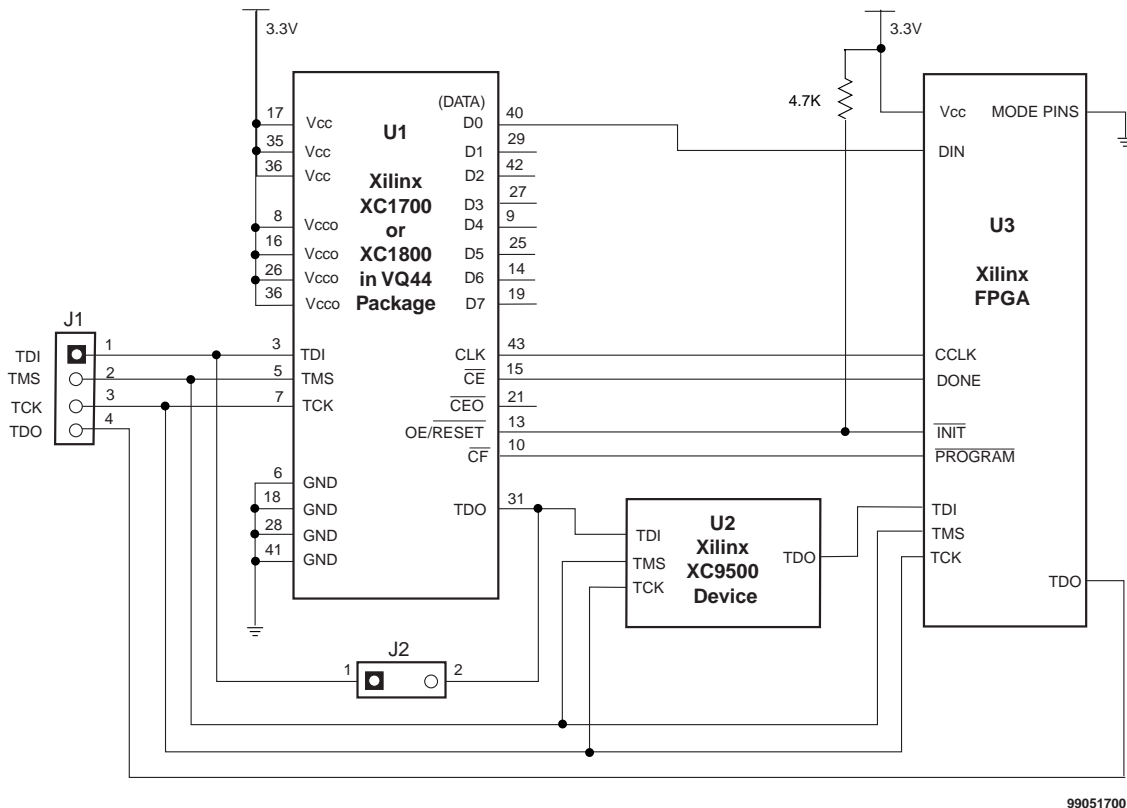 3.3V
3.3V
4.7K
U1
Xilinx
XC1700
or
XC1800
in VQ44
Package
17 Vcc
35 Vcc
36 Vcc
8 Vcco
16 Vcco
26 Vcco
36 Vcco
3 TDI
5 TMS
7 TCK
6 GND
18 GND
28 GND
41 GND
(DATA)
D0 40
D1 29
D2 42
D3 27
D4 9
D5 25
D6 14
D7 19
CLK 43
CE 15
CEO 21
OE/RESET 13
CF 10
TDO 31
J1
TDI 1
TMS 2
TCK 3
TDO 4
J2
1 2
U2
Xilinx
XC9500
Device
TDI
TMS
TCK
TDO
U3
Xilinx
FPGA
Vcc MODE PINS
DIN
CCLK
DONE
INIT
PROGRAM
TDI
TMS
TCK
TDO
99051700